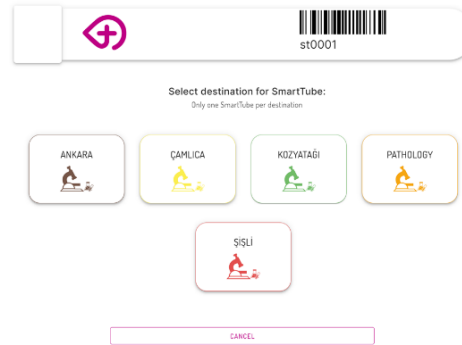 st0001
Select destination for SmartTube:
Only one SmartTube per destination
ANKARA
ÇAMLICA
KOZYATAĞI
PATHOLOGY
ŞİŞLİ
CANCEL